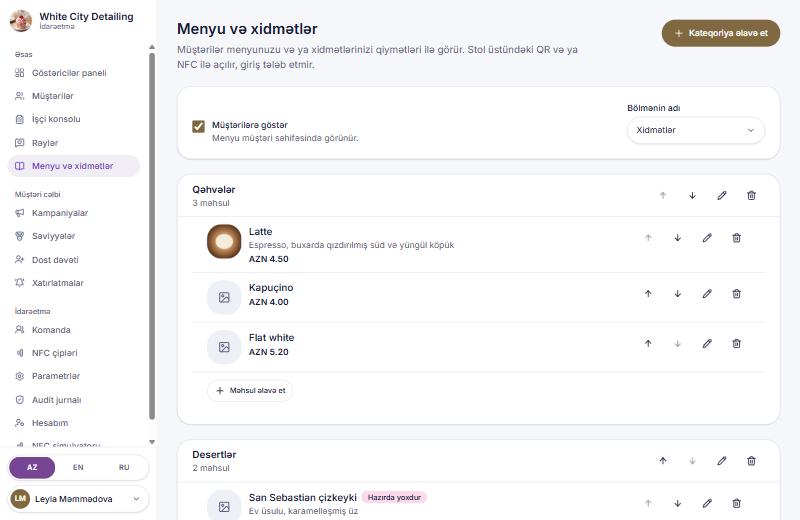 White City Detailing
İdarəetmə
Əsas
Göstəricilər paneli
Müştərilər
İşçi konsolu
Rəylər
Menyu və xidmətlər
Müştəri cəlbi
Kampaniyalar
Səviyyələr
Dost dəvəti
Xatırlatmalar
İdarəetmə
Komanda
NFC çipləri
Parametrlər
Audit jurnalı
Hesabım
NFC simulyatoru
AZ
EN
RU
LM
Leyla Məmmədova
Menyu və xidmətlər
Müştərilər menyunuzu və ya xidmətlərinizi qiymətləri ilə görür. Stol üstündəki QR və ya
NFC ilə açılır, giriş tələb etmir.
Kateqoriya əlavə et
Müştərilərə göstər
Menyu müştəri səhifəsində görünür.
Bölmənin adı
Xidmətlər
Qəhvələr
3 məhsul
Latte
Espresso, buxarda qızdırılmış süd və yüngül köpük
AZN 4.50
Kapuçino
AZN 4.00
Flat white
AZN 5.20
Məhsul əlavə et
Desertlər
2 məhsul
San Sebastian çizkeyki
Hazırda yoxdur
Ev üsulu, karamelləşmiş üz